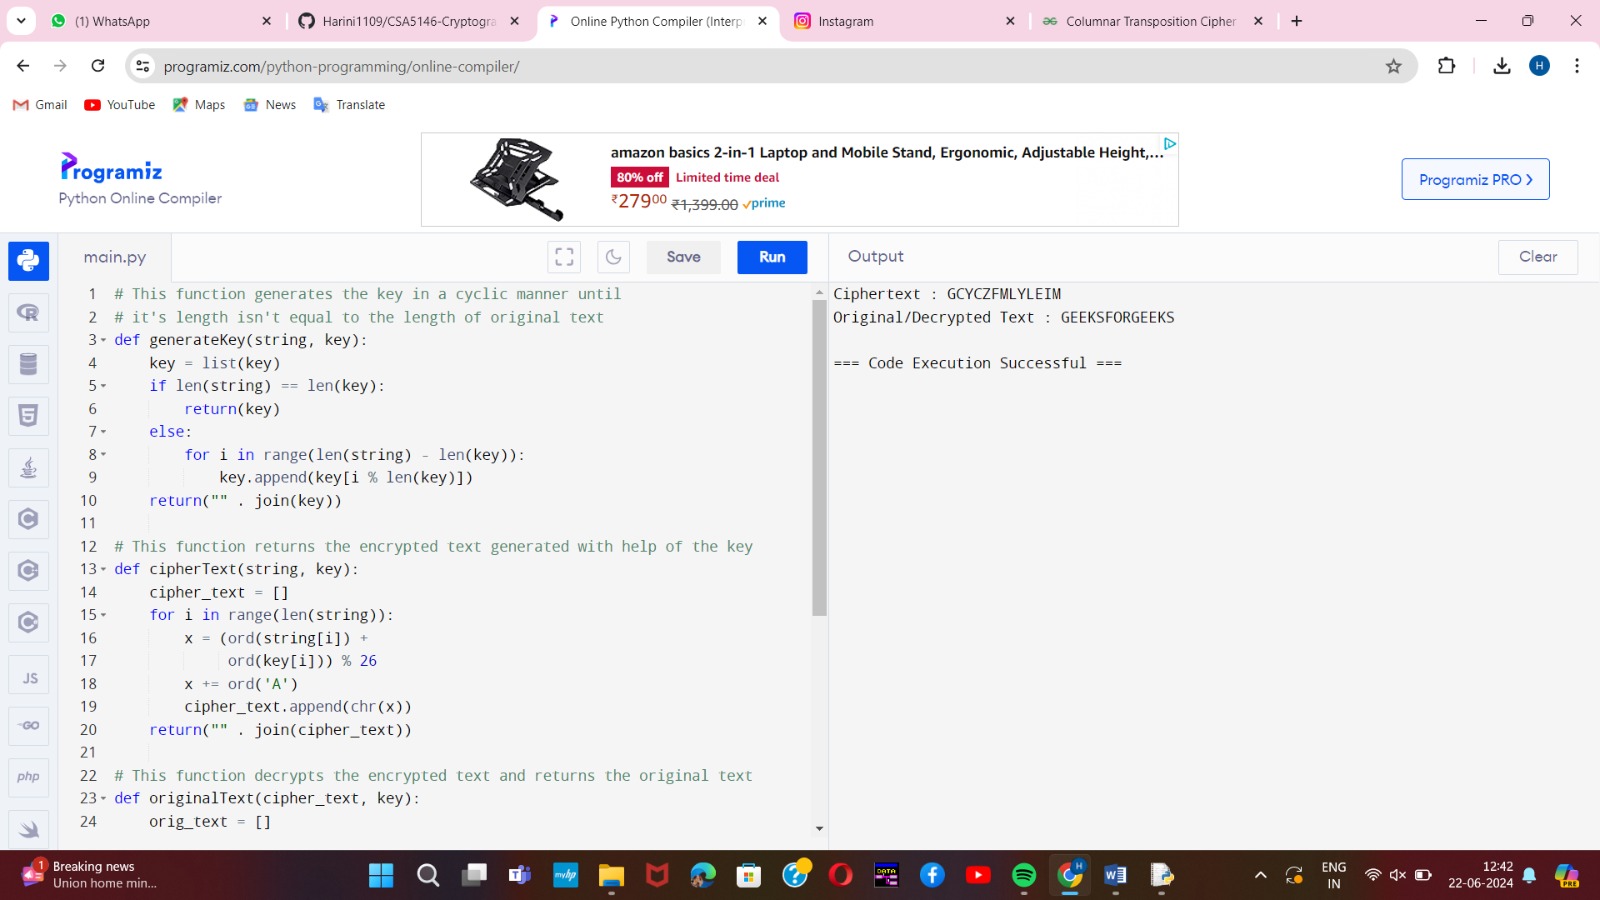 (1) WhatsApp
Harini1109/CSA5146-Cryptogra
Online Python Compiler (Interp
Instagram
Columnar Transposition Cipher
programiz.com/python-programming/online-compiler/
H
Gmail
YouTube
Maps
News
Translate
Programiz
Python Online Compiler
amazon basics 2-in-1 Laptop and Mobile Stand, Ergonomic, Adjustable Height,...
80% off Limited time deal
₹27900 ₹1,399.00 prime
Programiz PRO
main.py
Save
Run
Output
Clear
1 # This function generates the key in a cyclic manner until
2 # it's length isn't equal to the length of original text
3 def generateKey(string, key):
4 key = list(key)
5 if len(string) == len(key):
6 return(key)
7 else:
8 for i in range(len(string) - len(key)):
9 key.append(key[i % len(key)])
10 return("" . join(key))
11
12 # This function returns the encrypted text generated with help of the key
13 def cipherText(string, key):
14 cipher_text = []
15 for i in range(len(string)):
16 x = (ord(string[i]) +
17 ord(key[i])) % 26
18 x += ord('A')
19 cipher_text.append(chr(x))
20 return("" . join(cipher_text))
21
22 # This function decrypts the encrypted text and returns the original text
23 def originalText(cipher_text, key):
24 orig_text = []
Ciphertext : GCYCZFMLYLEIM
Original/Decrypted Text : GEEKSFORGEEKS
=== Code Execution Successful ===
R
JS
GO
php
1
Breaking news
Union home min...
myhp
DATA
H
PRE
ENG
IN
12:42
22-06-2024